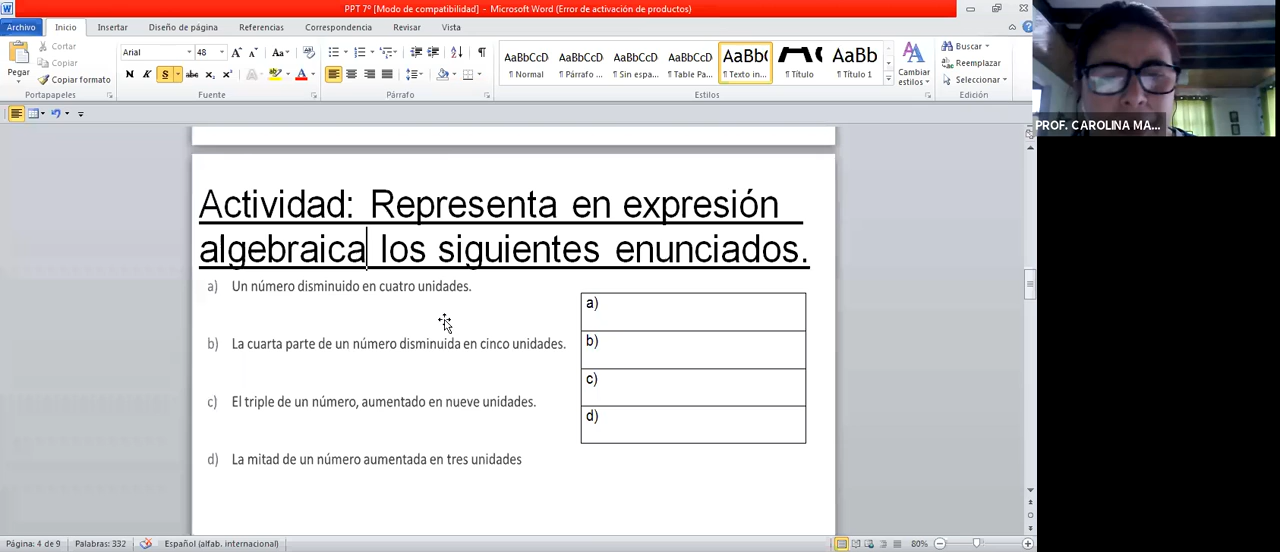 PPT 7º [Modo de compatibilidad] - Microsoft Word (Error de activación de productos)
Archivo Inicio Insertar Diseño de página Referencias Correspondencia Revisar Vista
Pegar
Cortar
Copiar
Copiar formato
Portapapeles
Arial 48
Fuente
Párrafo
AaBbCcD AaBbCcD AaBbCcD AaBbCcD AaBb( AaBb
¶ Normal ¶ Párrafo ... ¶ Sin espa... ¶ Table Pa... ¶ Texto in... ¶ Título ¶ Título 1
Cambiar
estilos
Estilos
Buscar
Reemplazar
Seleccionar
Edición
PROF. CAROLINA MA...
Actividad: Representa en expresión
algebraica los siguientes enunciados.
a) Un número disminuido en cuatro unidades.
b) La cuarta parte de un número disminuida en cinco unidades.
c) El triple de un número, aumentado en nueve unidades.
d) La mitad de un número aumentada en tres unidades
a)
b)
c)
d)
Página: 4 de 9 Palabras: 332 Español (alfab. internacional) 80%